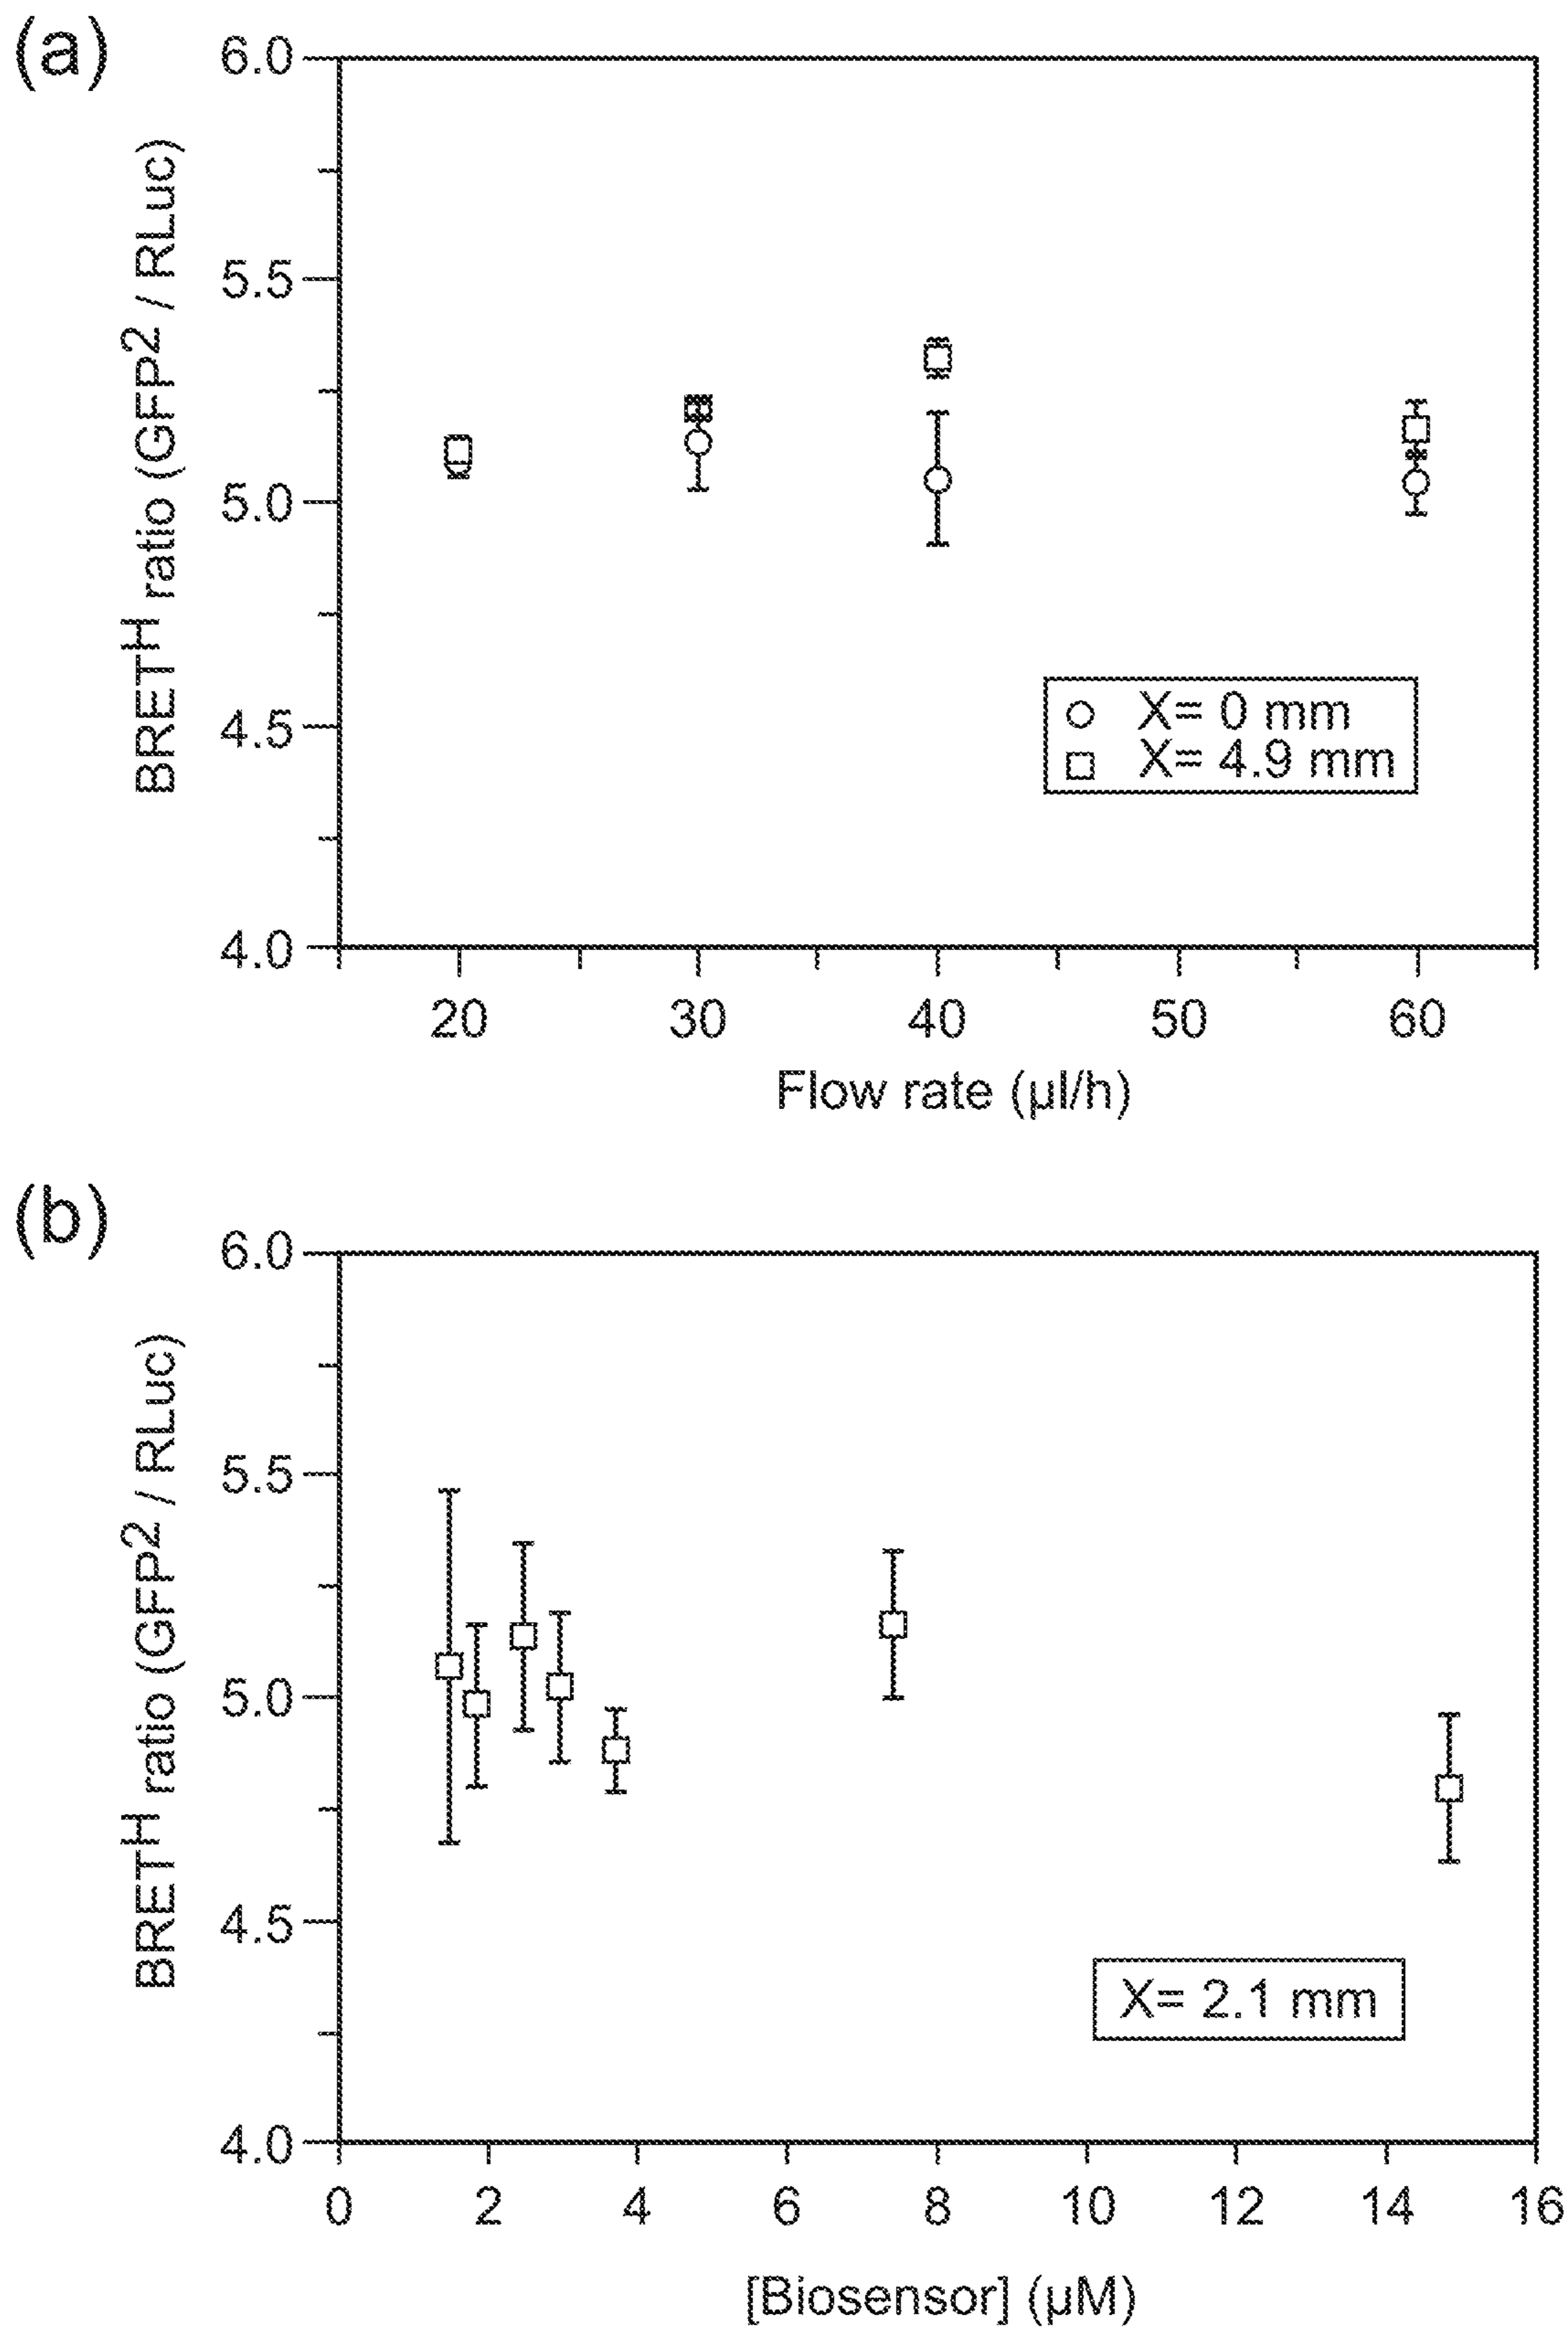 (a)
BRETᴴ ratio (GFP² / RLuc)
6.0
5.5
5.0
4.5
4.0
X= 0 mm
X= 4.9 mm
20 30 40 50 60
Flow rate (µl/h)
(b)
BRETᴴ ratio (GFP² / RLuc)
6.0
5.5
5.0
4.5
4.0
X= 2.1 mm
0 2 4 6 8 10 12 14 16
[Biosensor] (µM)